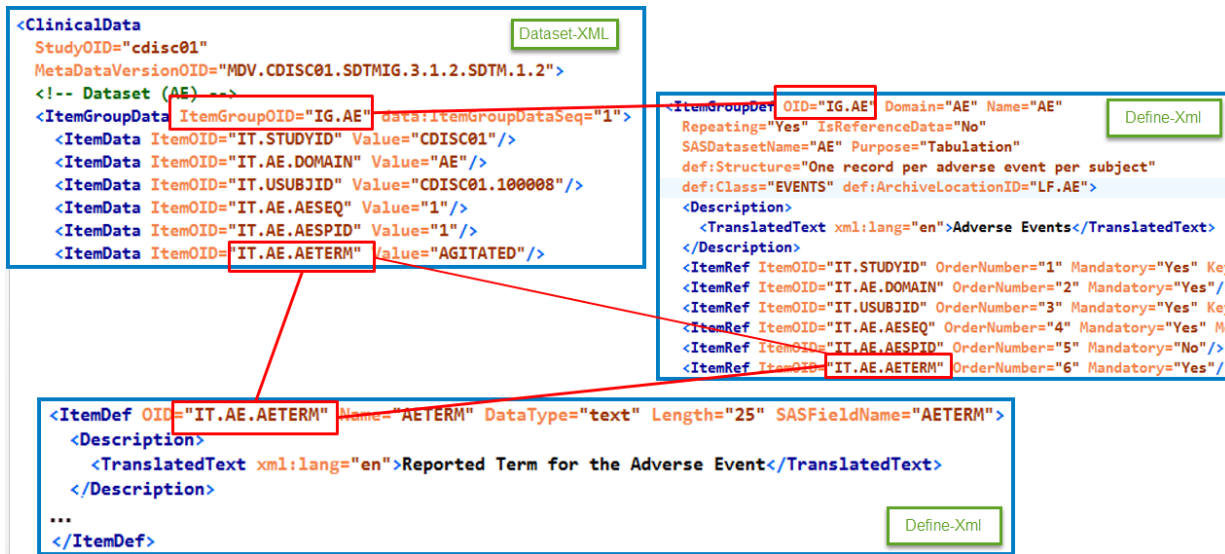 <ClinicalData
StudyOID="cdisc01"
MetaDataVersionOID="MDV.CDISC01.SDTMIG.3.1.2.SDTM.1.2">
<!-- Dataset (AE) -->
<ItemGroupData ItemGroupOID="IG.AE" data:ItemGroupDataSeq="1">
<ItemData ItemOID="IT.STUDYID" Value="CDISC01"/>
<ItemData ItemOID="IT.AE.DOMAIN" Value="AE"/>
<ItemData ItemOID="IT.USUBJID" Value="CDISC01.100008"/>
<ItemData ItemOID="IT.AE.AESEQ" Value="1"/>
<ItemData ItemOID="IT.AE.AESPID" Value="1"/>
<ItemData ItemOID="IT.AE.AETERM" Value="AGITATED"/>
Dataset-XML
<ItemGroupDef OID="IG.AE" Domain="AE" Name="AE"
Repeating="Yes" IsReferenceData="No"
SASDatasetName="AE" Purpose="Tabulation"
def:Structure="One record per adverse event per subject"
def:Class="EVENTS" def:ArchiveLocationID="LF.AE">
<Description>
<TranslatedText xml:lang="en">Adverse Events</TranslatedText>
</Description>
<ItemRef ItemOID="IT.STUDYID" OrderNumber="1" Mandatory="Yes" Key
<ItemRef ItemOID="IT.AE.DOMAIN" OrderNumber="2" Mandatory="Yes"/
<ItemRef ItemOID="IT.USUBJID" OrderNumber="3" Mandatory="Yes" Key
<ItemRef ItemOID="IT.AE.AESEQ" OrderNumber="4" Mandatory="Yes"
<ItemRef ItemOID="IT.AE.AESPID" OrderNumber="5" Mandatory="No"/>
<ItemRef ItemOID="IT.AE.AETERM" OrderNumber="6" Mandatory="Yes"/
Define-Xml
<ItemDef OID="IT.AE.AETERM" Name="AETERM" DataType="text" Length="25" SASFieldName="AETERM">
<Description>
<TranslatedText xml:lang="en">Reported Term for the Adverse Event</TranslatedText>
</Description>
...
</ItemDef>
Define-Xml